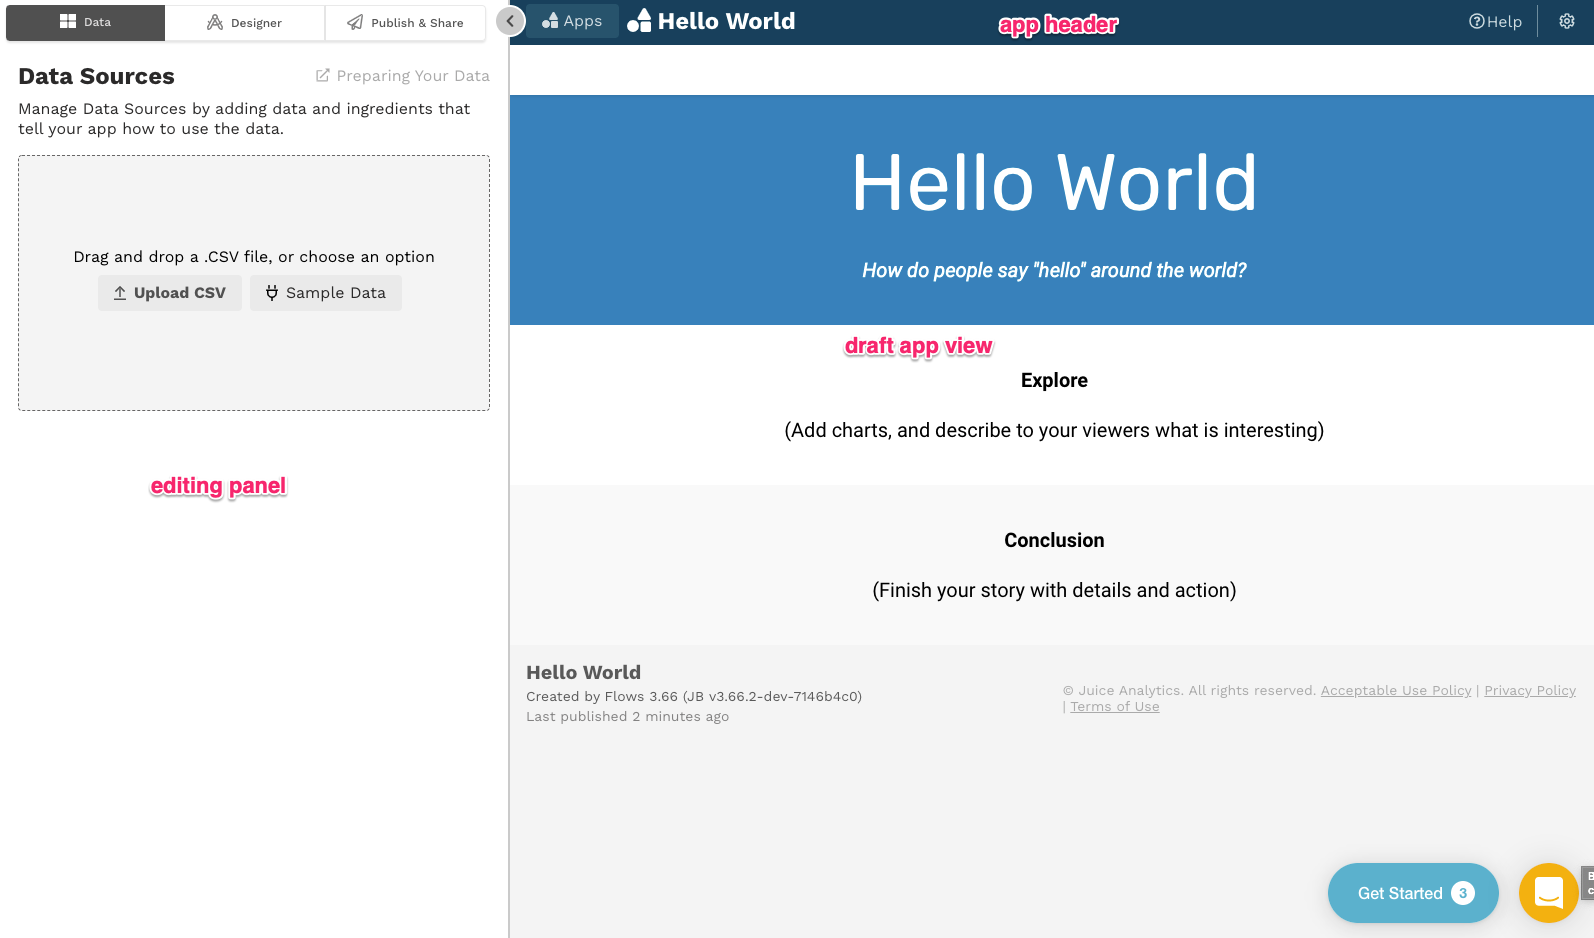 Data
Designer
Publish & Share
Data Sources
Preparing Your Data
Manage Data Sources by adding data and ingredients that
tell your app how to use the data.
Drag and drop a .CSV file, or choose an option
Upload CSV
Sample Data
editing panel
Apps
Hello World
app header
Help
Hello World
How do people say "hello" around the world?
draft app view
Explore
(Add charts, and describe to your viewers what is interesting)
Conclusion
(Finish your story with details and action)
Hello World
Created by Flows 3.66 (JB v3.66.2-dev-7146b4c0)
Last published 2 minutes ago
© Juice Analytics. All rights reserved. Acceptable Use Policy | Privacy Policy
| Terms of Use
Get Started 3